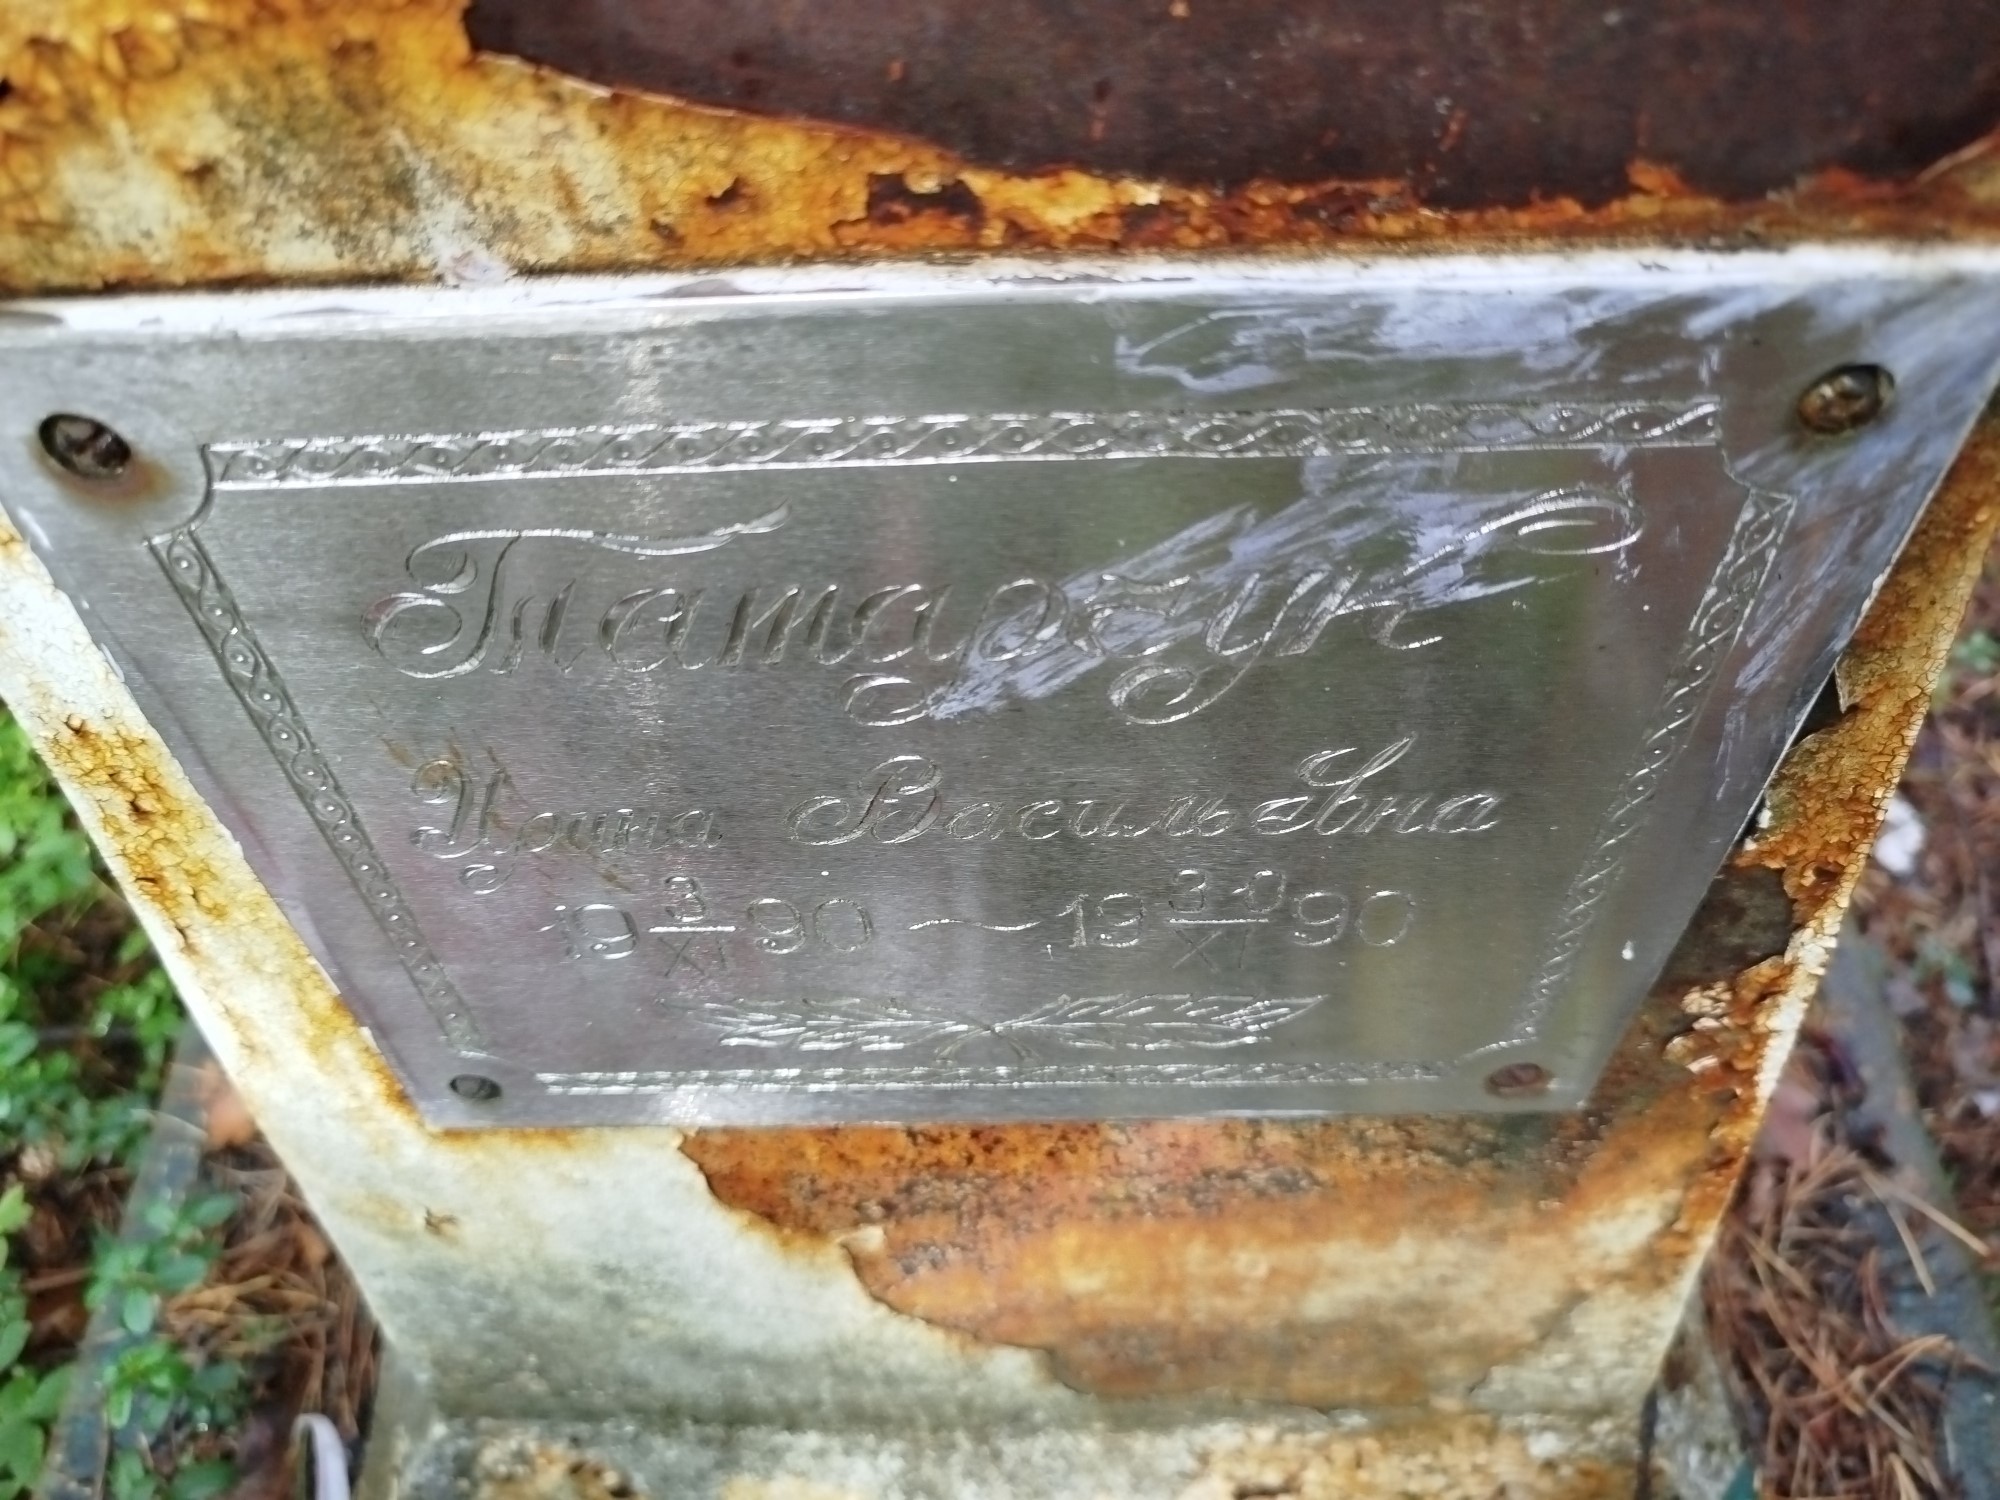 Татарчук
Ирина Васильевна
19 3/XI 90 ~ 19 30/XI 90